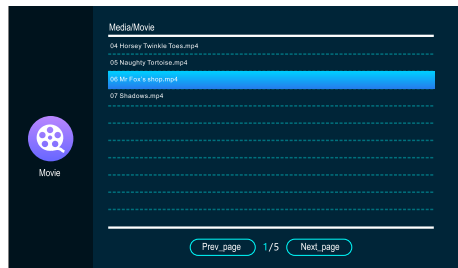 Media/Movie
04 Horsey Twinkle Toes.mp4
05 Naughty Tortoise.mp4
06 Mr Fox's shop.mp4
07 Shadows.mp4
Movie
Prev_page 1/5 Next_page